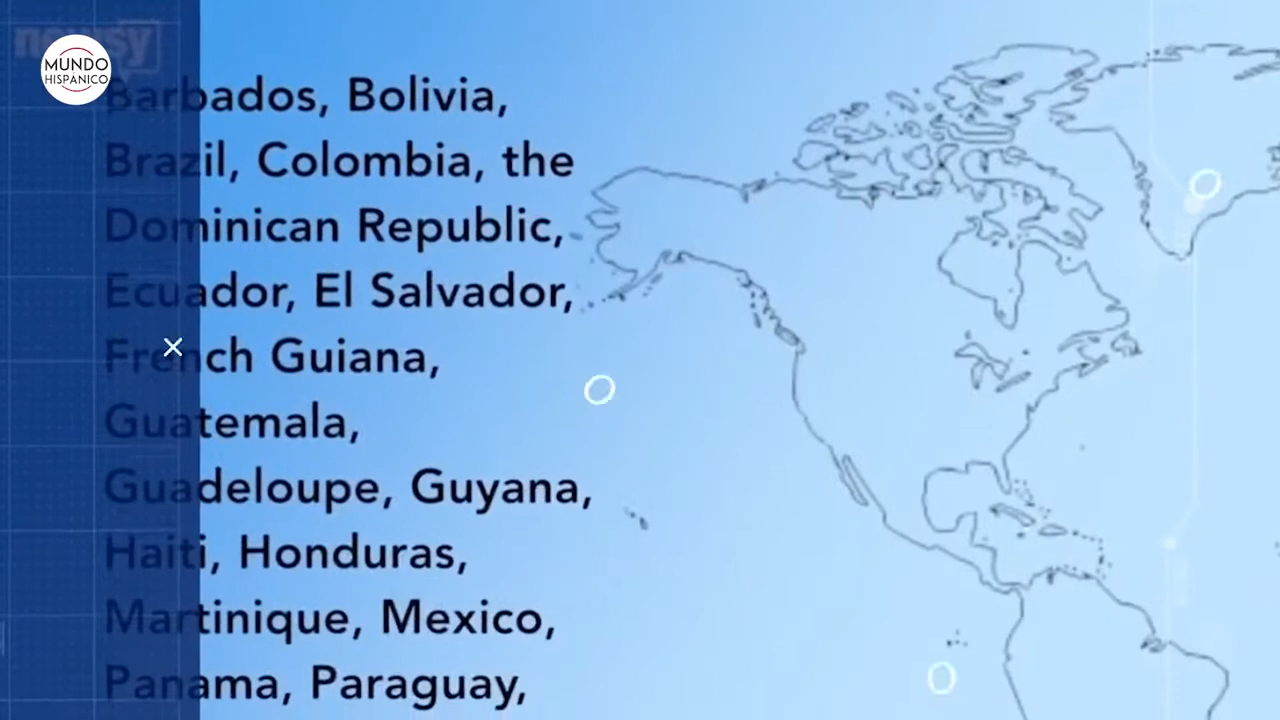 newsy
MUNDO
HISPANICO
Barbados, Bolivia,
Brazil, Colombia, the
Dominican Republic,
Ecuador, El Salvador,
French Guiana,
Guatemala,
Guadeloupe, Guyana,
Haiti, Honduras,
Martinique, Mexico,
Panama, Paraguay,